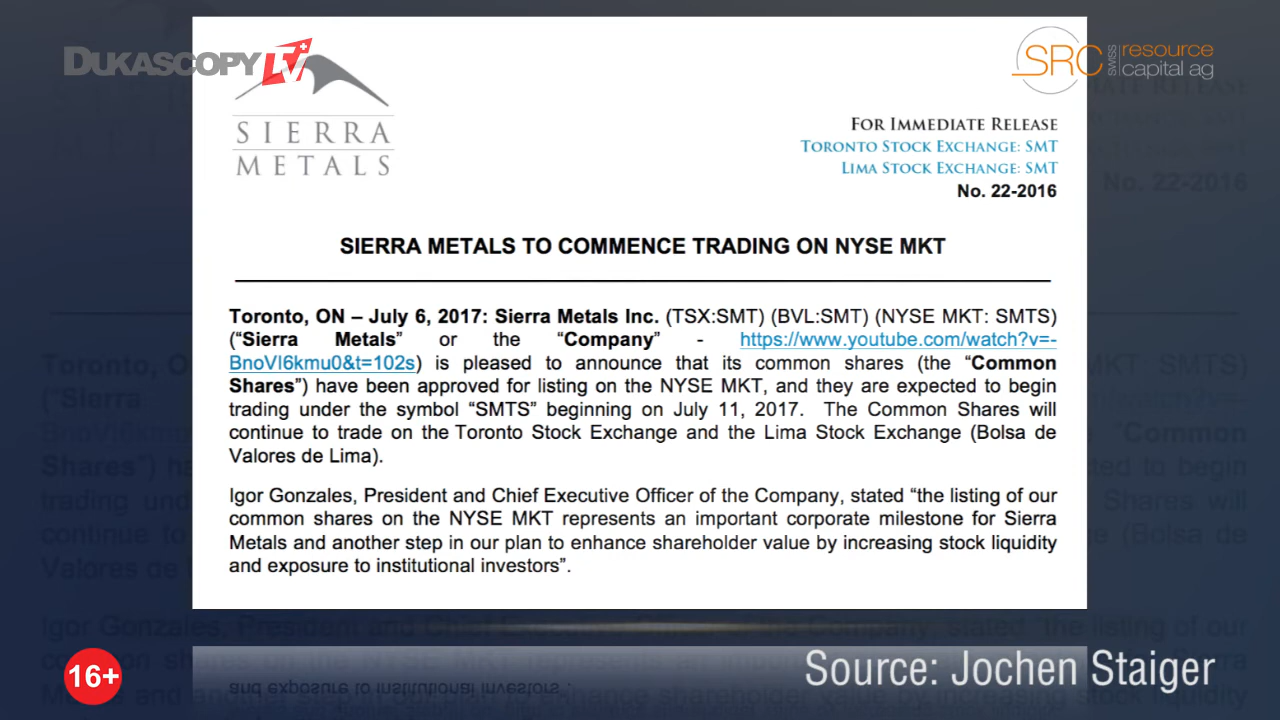 DUKASCOPY TV
SRC swiss resource capital ag
SIERRA
METALS
FOR IMMEDIATE RELEASE
TORONTO STOCK EXCHANGE: SMT
LIMA STOCK EXCHANGE: SMT
No. 22-2016
SIERRA METALS TO COMMENCE TRADING ON NYSE MKT
Toronto, ON – July 6, 2017: Sierra Metals Inc. (TSX:SMT) (BVL:SMT) (NYSE MKT: SMTS)
(“Sierra Metals” or the “Company” - https://www.youtube.com/watch?v=-
BnoVI6kmu0&t=102s) is pleased to announce that its common shares (the “Common
Shares”) have been approved for listing on the NYSE MKT, and they are expected to begin
trading under the symbol “SMTS” beginning on July 11, 2017. The Common Shares will
continue to trade on the Toronto Stock Exchange and the Lima Stock Exchange (Bolsa de
Valores de Lima).
Igor Gonzales, President and Chief Executive Officer of the Company, stated “the listing of our
common shares on the NYSE MKT represents an important corporate milestone for Sierra
Metals and another step in our plan to enhance shareholder value by increasing stock liquidity
and exposure to institutional investors”.
16+
Source: Jochen Staiger